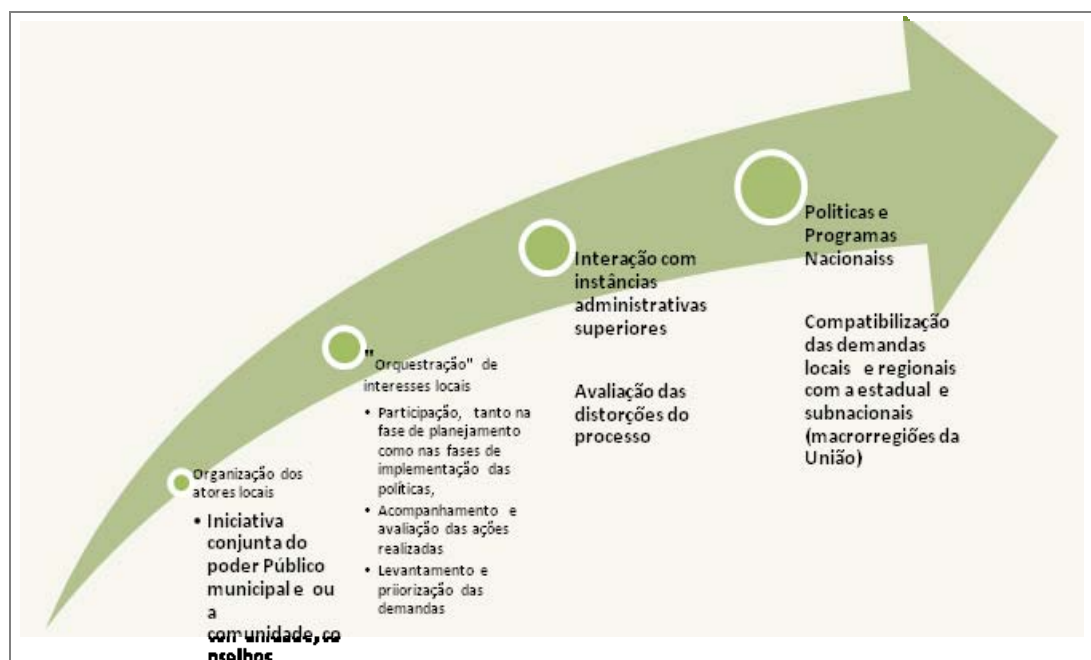 Organização dos
atores locais
• Iniciativa
conjunta do
poder Público
municipal e ou
a
comunidade, co
nselhos
"Orquestração" de
interesses locais
• Participação, tanto na
fase de planejamento
como nas fases de
implementação das
políticas,
• Acompanhamento e
avaliação das ações
realizadas
• Levantamento e
priiorização das
demandas
Interação com
instâncias
administrativas
superiores
Avaliação das
distorções do
processo
Politicas e
Programas
Nacionaiss
Compatibilização
das demandas
locais e regionais
com a estadual e
subnacionais
(macrorregiões da
União)